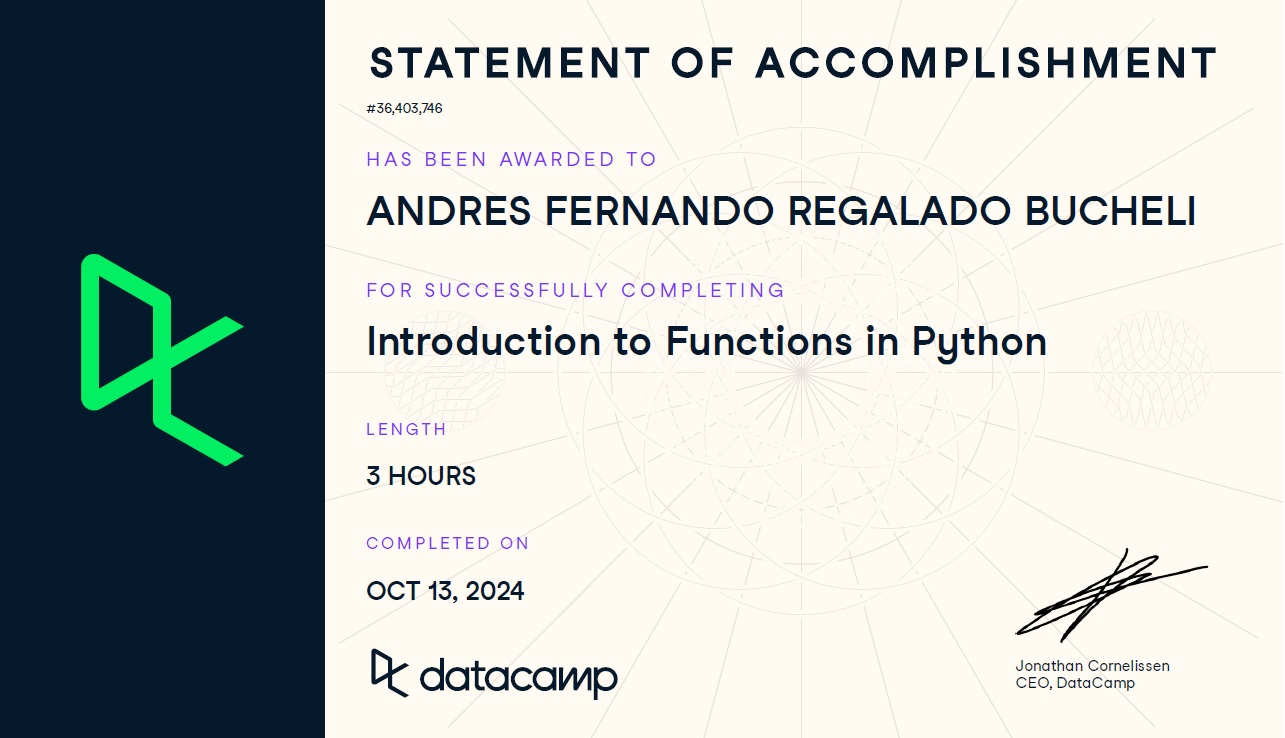 STATEMENT OF ACCOMPLISHMENT
#36,403,746
HAS BEEN AWARDED TO
ANDRES FERNANDO REGALADO BUCHELI
FOR SUCCESSFULLY COMPLETING
Introduction to Functions in Python
LENGTH
3 HOURS
COMPLETED ON
OCT 13, 2024
datacamp
Jonathan Cornelissen
CEO, DataCamp